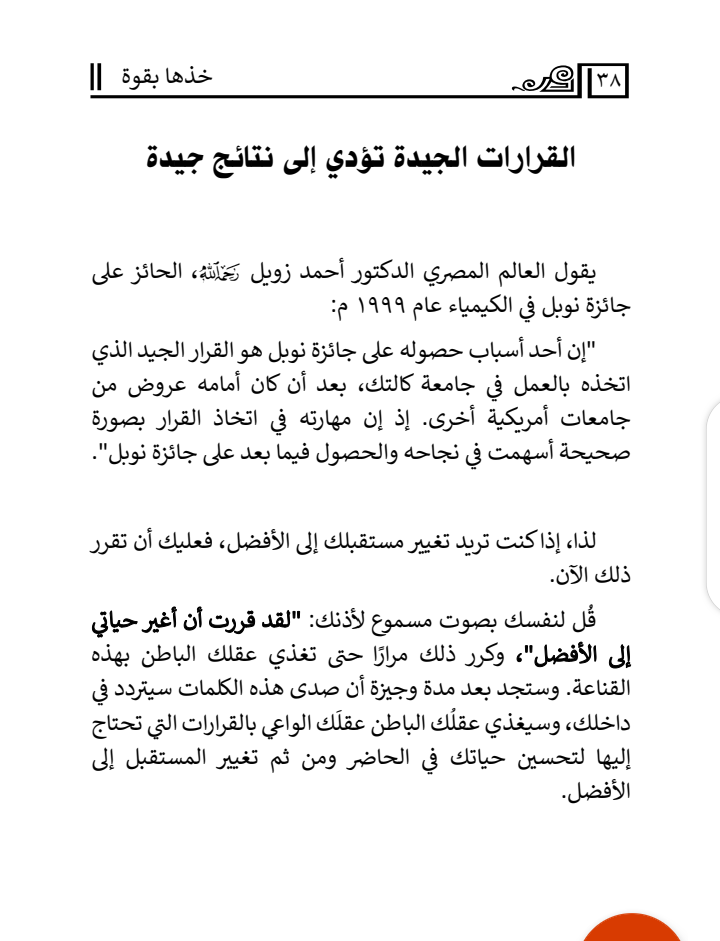 ٣٨
خذها بقوة
القرارات الجيدة تؤدي إلى نتائج جيدة
يقول العالم المصري الدكتور أحمد زويل رَحِمَهُ ٱللَّهُ، الحائز على
جائزة نوبل في الكيمياء عام ١٩٩٩ م:
"إن أحد أسباب حصوله على جائزة نوبل هو القرار الجيد الذي
اتخذه بالعمل في جامعة كالتك، بعد أن كان أمامه عروض من
جامعات أمريكية أخرى. إذ إن مهارته في اتخاذ القرار بصورة
صحيحة أسهمت في نجاحه والحصول فيما بعد على جائزة نوبل".
لذا، إذا كنت تريد تغيير مستقبلك إلى الأفضل، فعليك أن تقرر
ذلك الآن.
قُل لنفسك بصوت مسموع لأذنك: "لقد قررت أن أغير حياتي
إلى الأفضل"، وكرر ذلك مرارًا حتى تغذي عقلك الباطن بهذه
القناعة. وستجد بعد مدة وجيزة أن صدى هذه الكلمات سيتردد في
داخلك، وسيغذي عقلُك الباطن عقلَك الواعي بالقرارات التي تحتاج
إليها لتحسين حياتك في الحاضر ومن ثم تغيير المستقبل إلى
الأفضل.